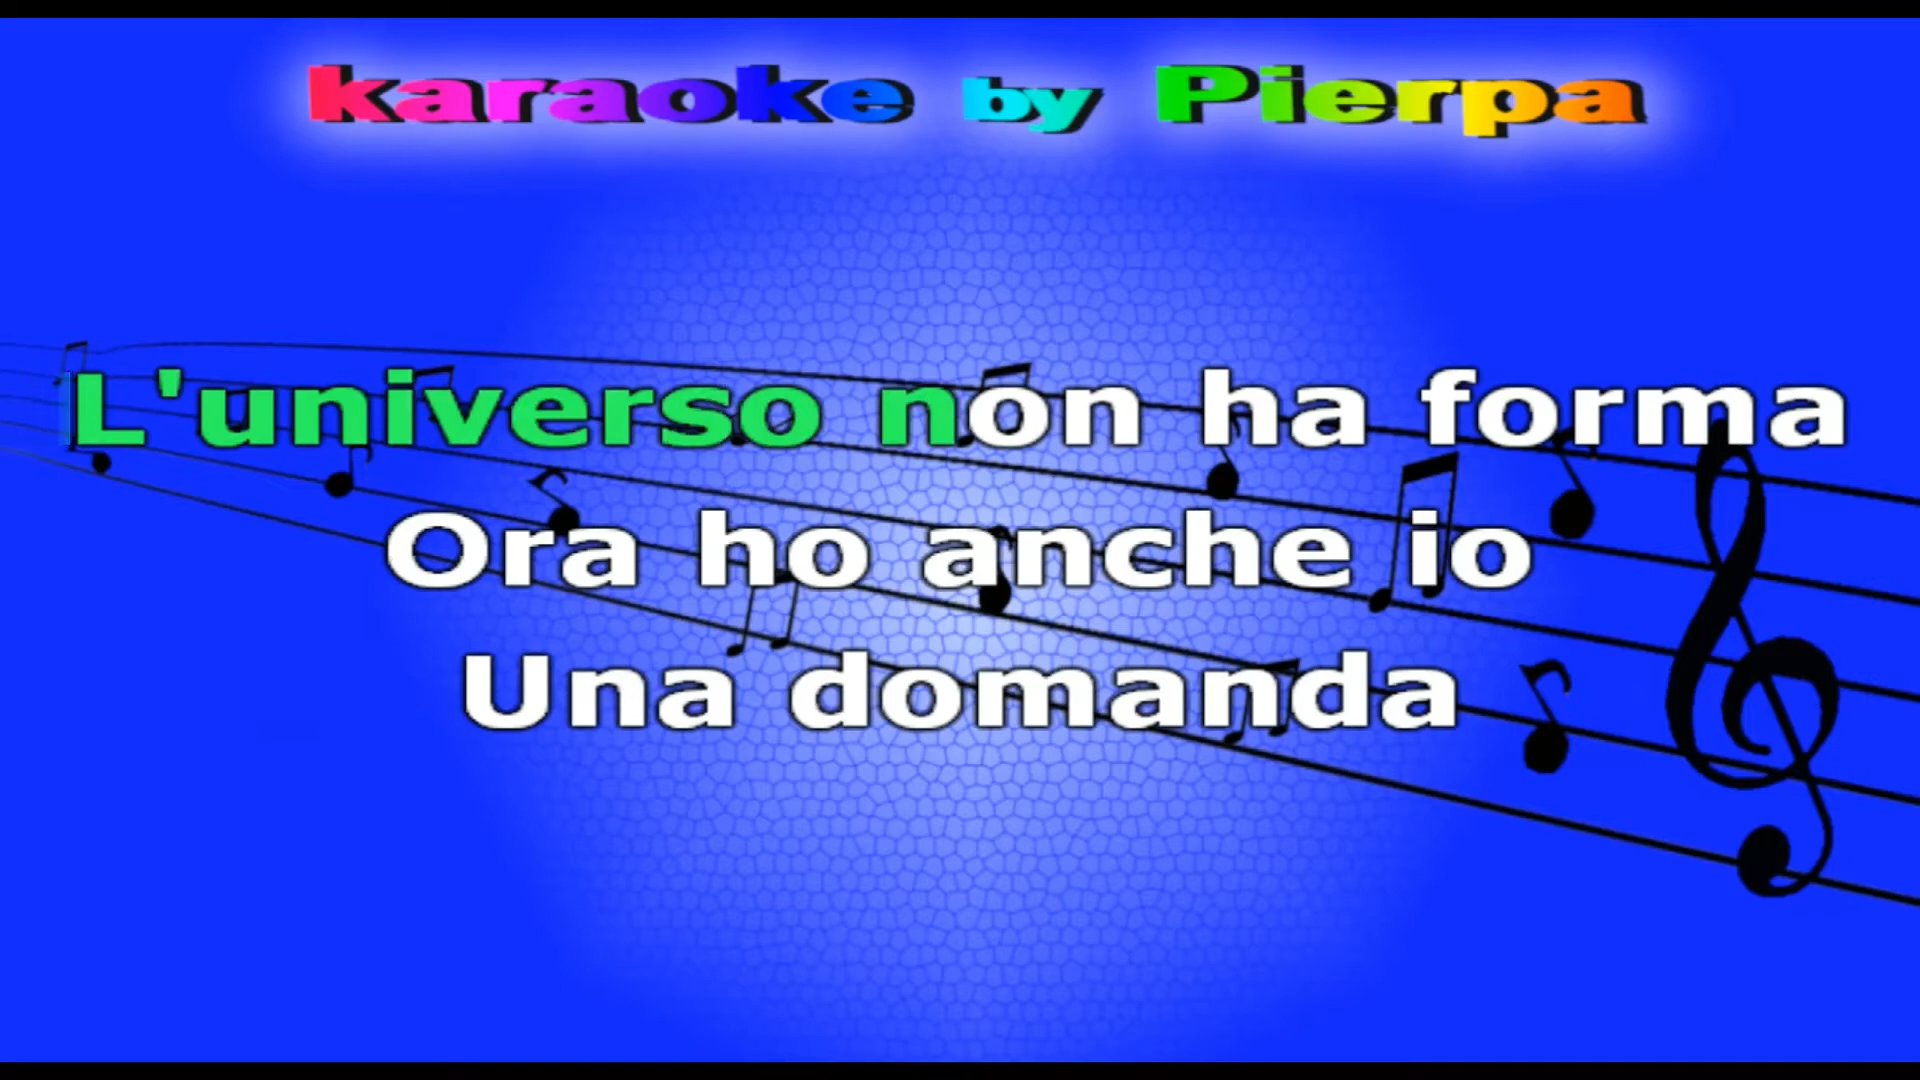 karaoke by Pierpa
L'universo non ha forma
Ora ho anche io
Una domanda